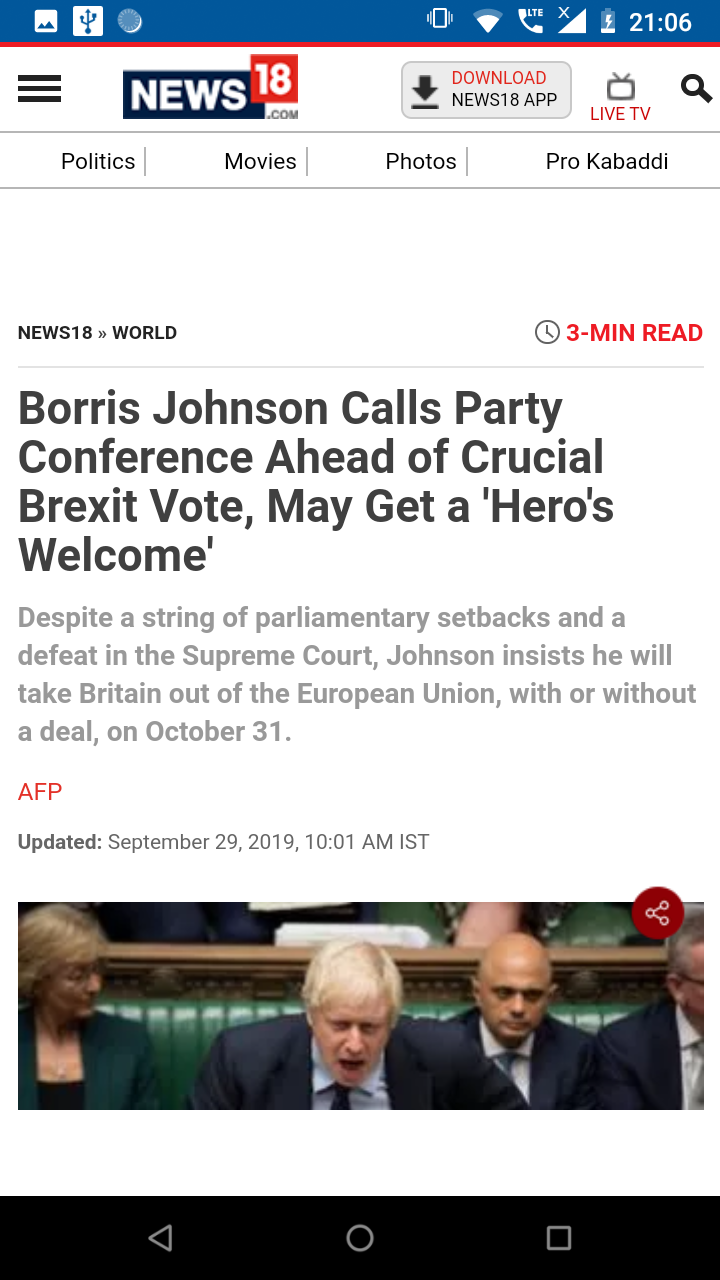 LTE X 21:06
NEWS 18 .COM
DOWNLOAD
NEWS18 APP
LIVE TV
Politics Movies Photos Pro Kabaddi
NEWS18 » WORLD 3-MIN READ
Borris Johnson Calls Party
Conference Ahead of Crucial
Brexit Vote, May Get a 'Hero's
Welcome'
Despite a string of parliamentary setbacks and a
defeat in the Supreme Court, Johnson insists he will
take Britain out of the European Union, with or without
a deal, on October 31.
AFP
Updated: September 29, 2019, 10:01 AM IST